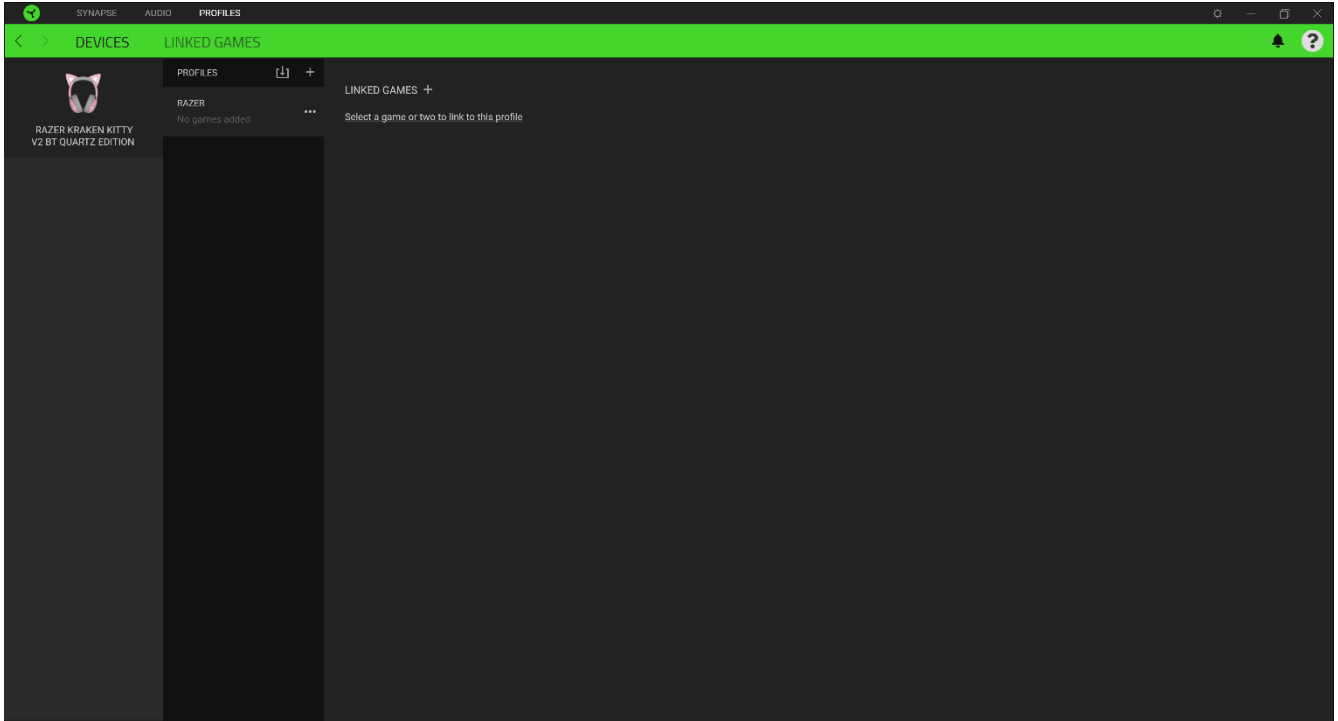 SYNAPSE AUDIO PROFILES
DEVICES LINKED GAMES
?
RAZER KRAKEN KITTY
V2 BT QUARTZ EDITION
PROFILES
RAZER
No games added
LINKED GAMES +
Select a game or two to link to this profile